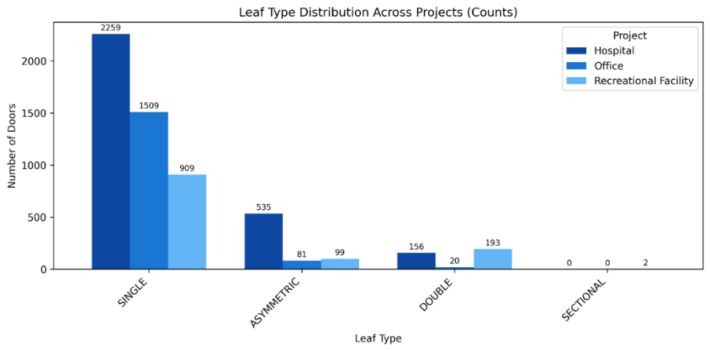 Leaf Type Distribution Across Projects (Counts)
Project
Hospital
Office
Recreational Facility
Number of Doors
2000
1500
1000
500
0
2259
1509
909
535
81
99
156
20
193
0
0
2
SINGLE
ASYMMETRIC
DOUBLE
SECTIONAL
Leaf Type